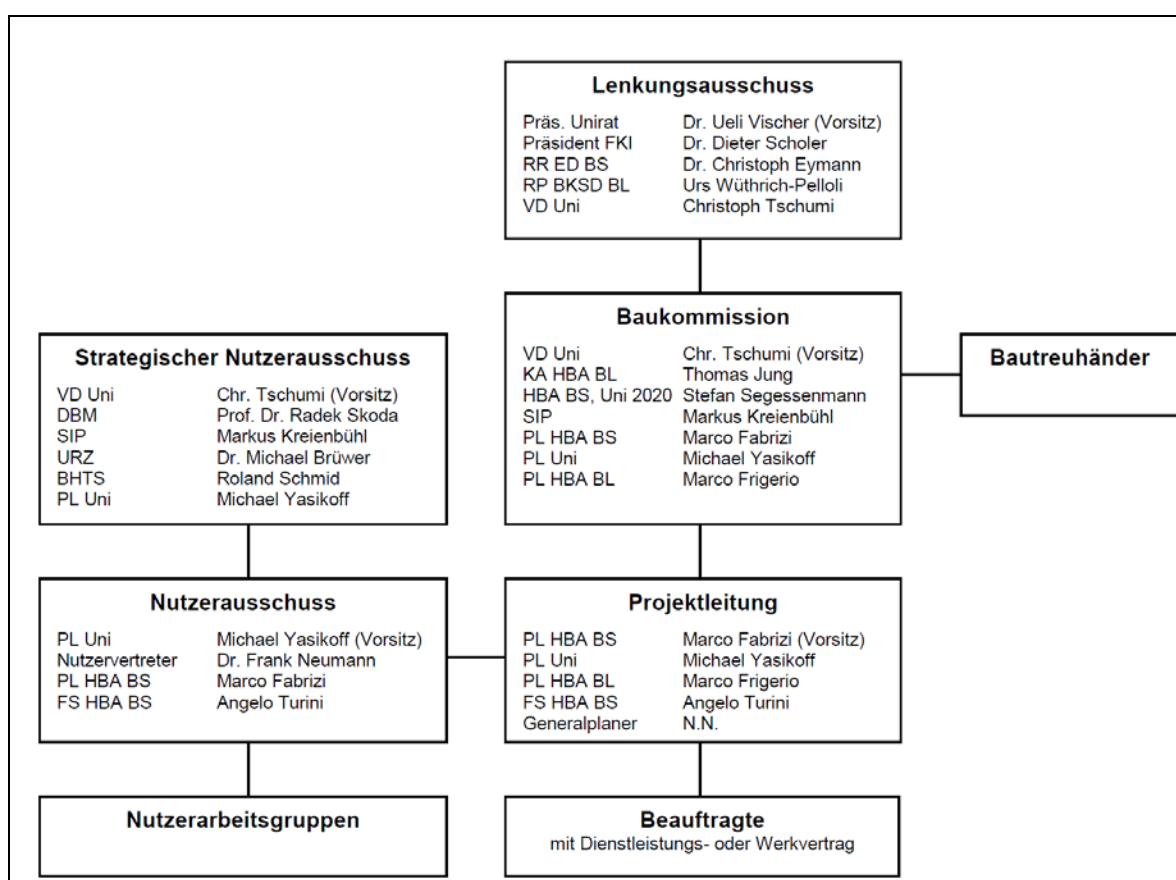 Lenkungsausschuss
Präs. Unirat Dr. Ueli Vischer (Vorsitz)
Präsident FKI Dr. Dieter Scholer
RR ED BS Dr. Christoph Eymann
RP BKSD BL Urs Wüthrich-Pelloli
VD Uni Christoph Tschumi
Baukommission
VD Uni Chr. Tschumi (Vorsitz)
KA HBA BL Thomas Jung
HBA BS, Uni 2020 Stefan Segessenmann
SIP Markus Kreienbühl
PL HBA BS Marco Fabrizi
PL Uni Michael Yasikoff
PL HBA BL Marco Frigerio
Bautreuhänder
Strategischer Nutzerausschuss
VD Uni Chr. Tschumi (Vorsitz)
DBM Prof. Dr. Radek Skoda
SIP Markus Kreienbühl
URZ Dr. Michael Brüwer
BHTS Roland Schmid
PL Uni Michael Yasikoff
Nutzerausschuss
PL Uni Michael Yasikoff (Vorsitz)
Nutzervertreter Dr. Frank Neumann
PL HBA BS Marco Fabrizi
FS HBA BS Angelo Turini
Projektleitung
PL HBA BS Marco Fabrizi (Vorsitz)
PL Uni Michael Yasikoff
PL HBA BL Marco Frigerio
FS HBA BS Angelo Turini
Generalplaner N.N.
Nutzerarbeitsgruppen
Beauftragte
mit Dienstleistungs- oder Werkvertrag